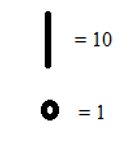 = 10
= 1